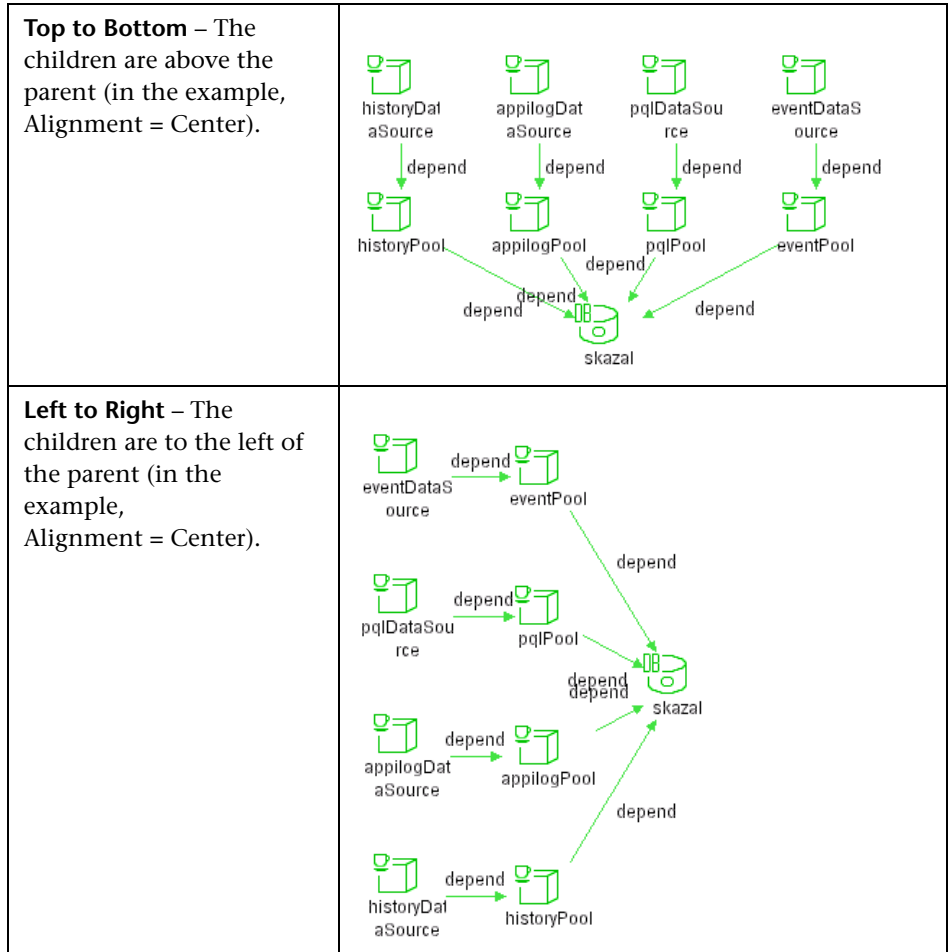 Top to Bottom – The
children are above the
parent (in the example,
Alignment = Center).
historyDat
aSource
appilogDat
aSource
pqlDataSou
rce
eventDataS
ource
depend
depend
depend
depend
historyPool
appilogPool
pqlPool
eventPool
depend
depend
depend
depend
skazal
Left to Right – The
children are to the left of
the parent (in the
example,
Alignment = Center).
eventDataS
ource
depend
eventPool
depend
pqlDataSou
rce
depend
pqlPool
depend
depend
skazal
appilogDat
aSource
depend
appilogPool
depend
historyDat
aSource
depend
historyPool